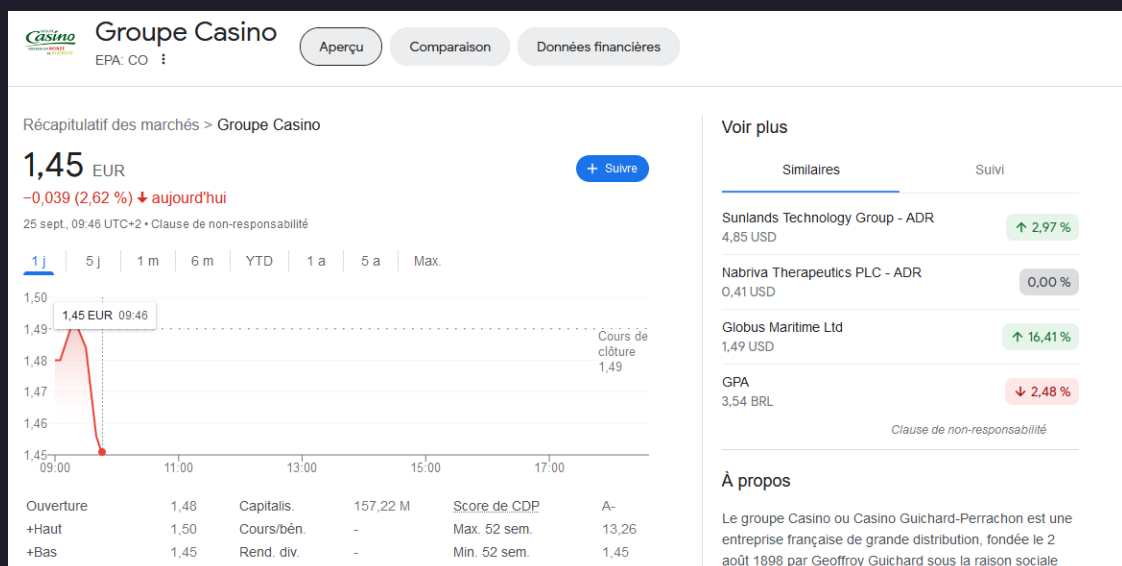 Casino
Groupe Casino
EPA: CO
Aperçu
Comparaison
Données financières
Récapitulatif des marchés > Groupe Casino
1,45 EUR
+ Suivre
−0,039 (2,62 %) ↓ aujourd'hui
25 sept., 09:46 UTC+2 • Clause de non-responsabilité
1 j
5 j
1 m
6 m
YTD
1 a
5 a
Max.
1,50
1,45 EUR 09:46
1,49
Cours de
clôture
1,49
1,48
1,47
1,46
1,45
09:00
11:00
13:00
15:00
17:00
Ouverture 1,48 Capitalis. 157,22 M Score de CDP A-
+Haut 1,50 Cours/bén. - Max. 52 sem. 13,26
+Bas 1,45 Rend. div. - Min. 52 sem. 1,45
Voir plus
Similaires
Suivi
Sunlands Technology Group - ADR
4,85 USD
↑ 2,97 %
Nabriva Therapeutics PLC - ADR
0,41 USD
0,00 %
Globus Maritime Ltd
1,49 USD
↑ 16,41 %
GPA
3,54 BRL
↓ 2,48 %
Clause de non-responsabilité
À propos
Le groupe Casino ou Casino Guichard-Perrachon est une
entreprise française de grande distribution, fondée le 2
août 1898 par Geoffroy Guichard sous la raison sociale